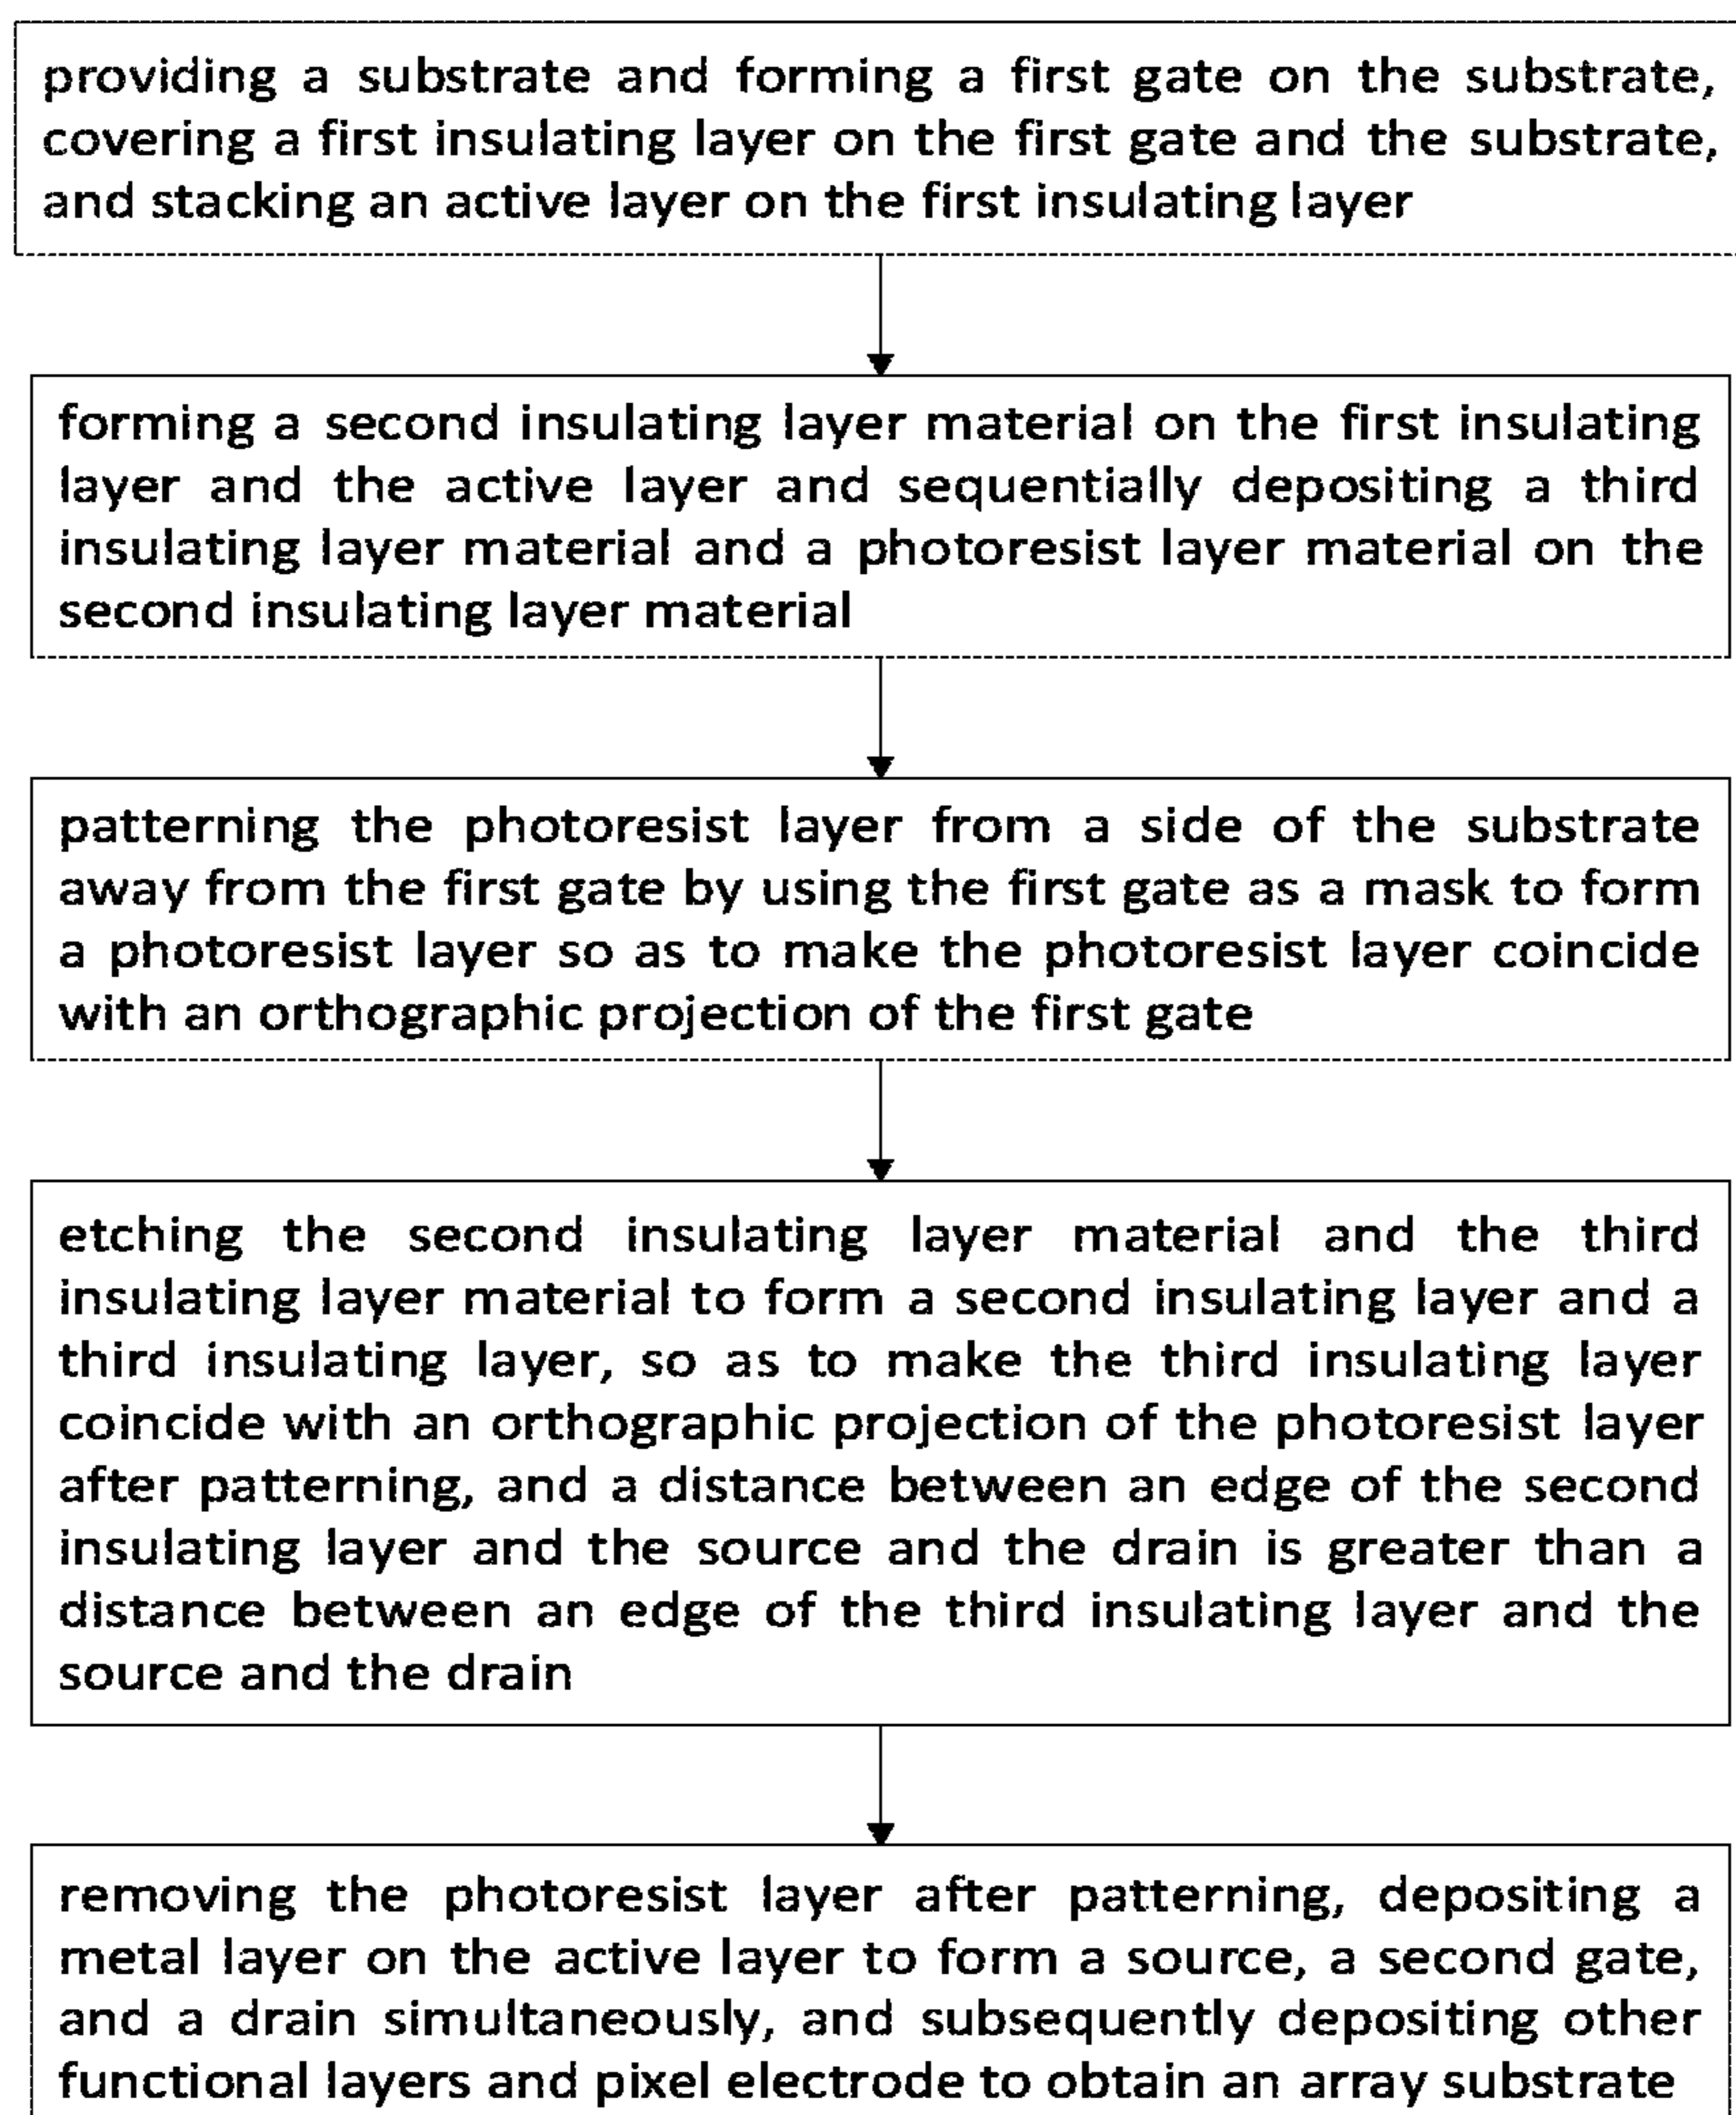 providing a substrate and forming a first gate on the substrate,
covering a first insulating layer on the first gate and the substrate,
and stacking an active layer on the first insulating layer
forming a second insulating layer material on the first insulating
layer and the active layer and sequentially depositing a third
insulating layer material and a photoresist layer material on the
second insulating layer material
patterning the photoresist layer from a side of the substrate
away from the first gate by using the first gate as a mask to form
a photoresist layer so as to make the photoresist layer coincide
with an orthographic projection of the first gate
etching the second insulating layer material and the third
insulating layer material to form a second insulating layer and a
third insulating layer, so as to make the third insulating layer
coincide with an orthographic projection of the photoresist layer
after patterning, and a distance between an edge of the second
insulating layer and the source and the drain is greater than a
distance between an edge of the third insulating layer and the
source and the drain
removing the photoresist layer after patterning, depositing a
metal layer on the active layer to form a source, a second gate,
and a drain simultaneously, and subsequently depositing other
functional layers and pixel electrode to obtain an array substrate